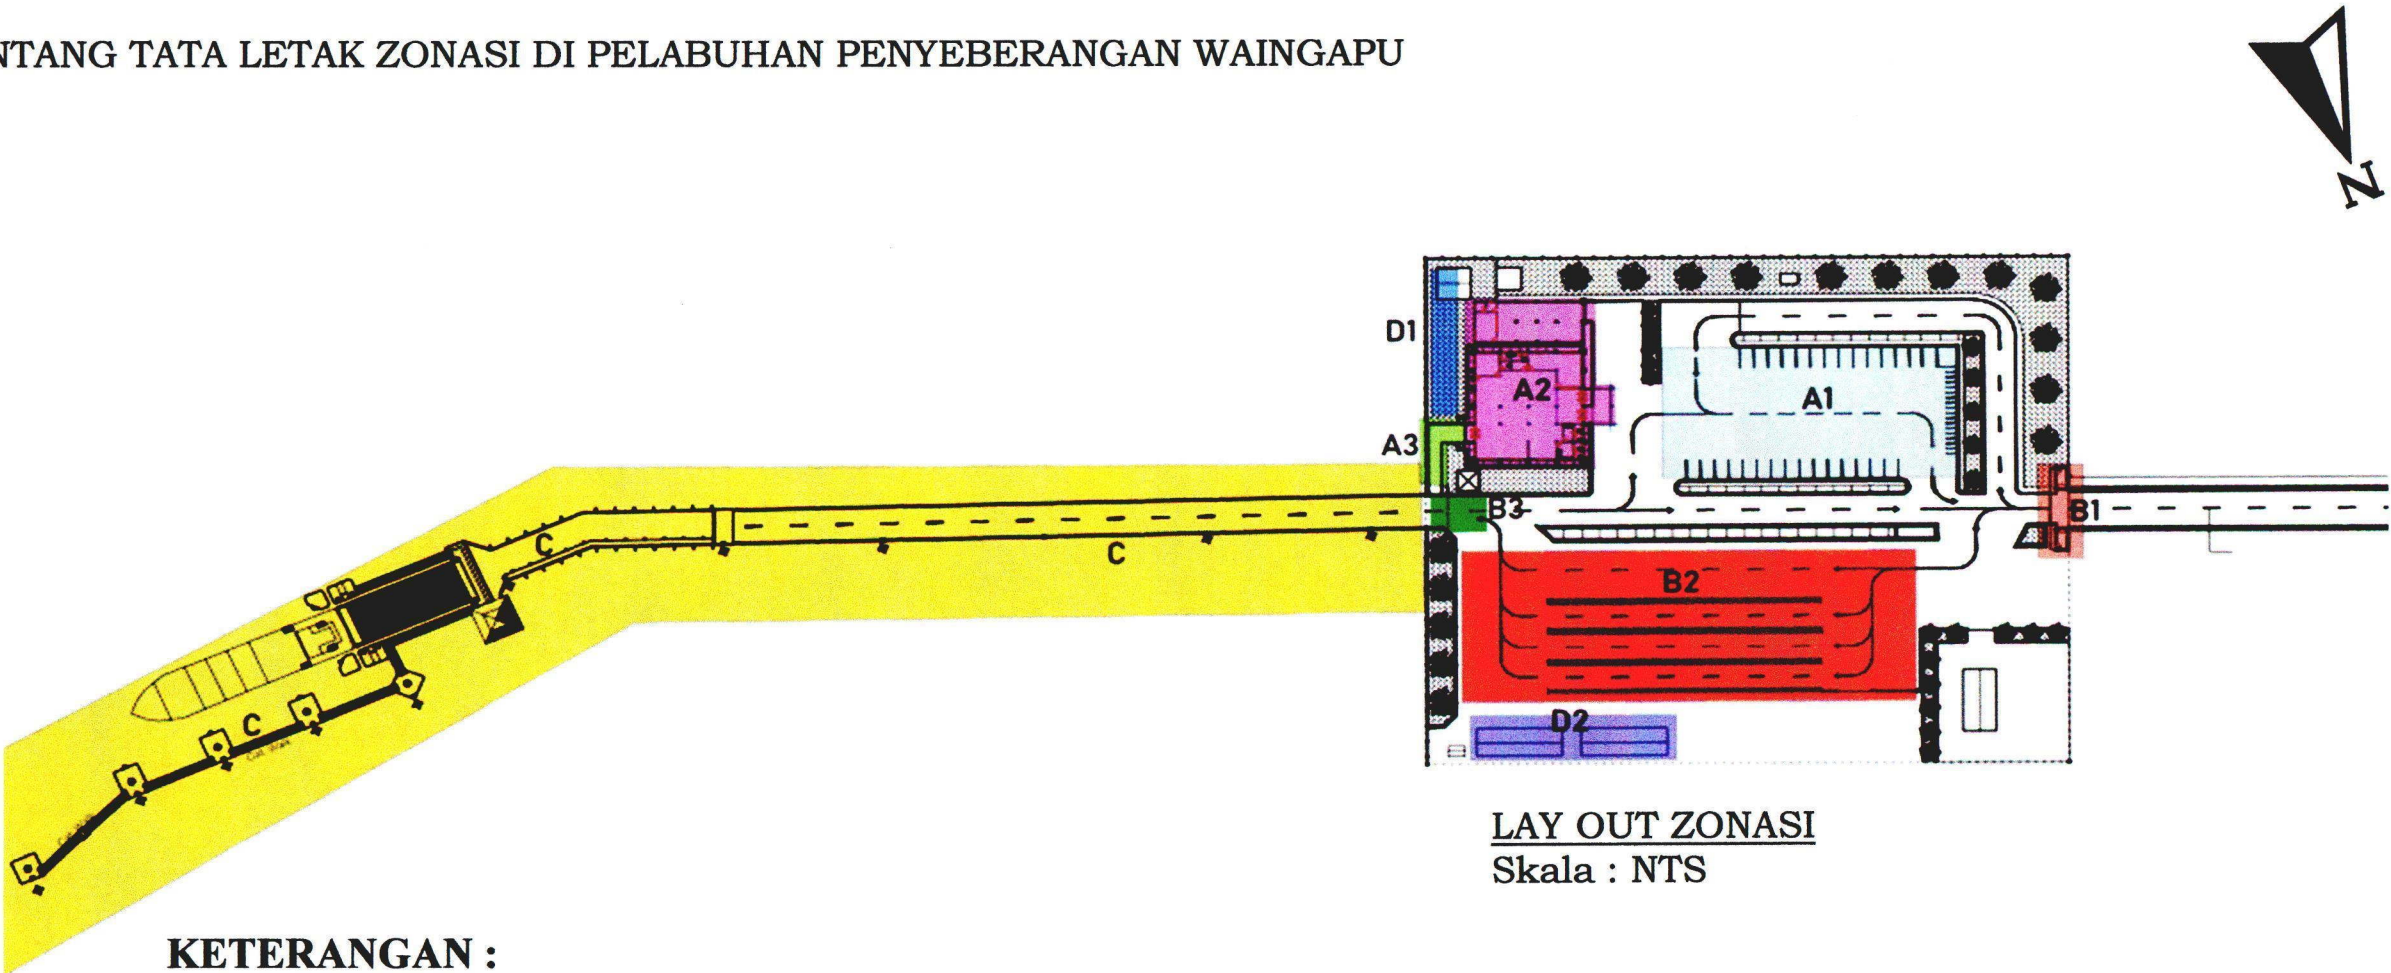 NTANG TATA LETAK ZONASI DI PELABUHAN PENYEBERANGAN WAINGAPU
N
D1
A2
A1
A3
B3
B1
C
C
B2
C
D2
LAY OUT ZONASI
Skala : NTS
KETERANGAN :